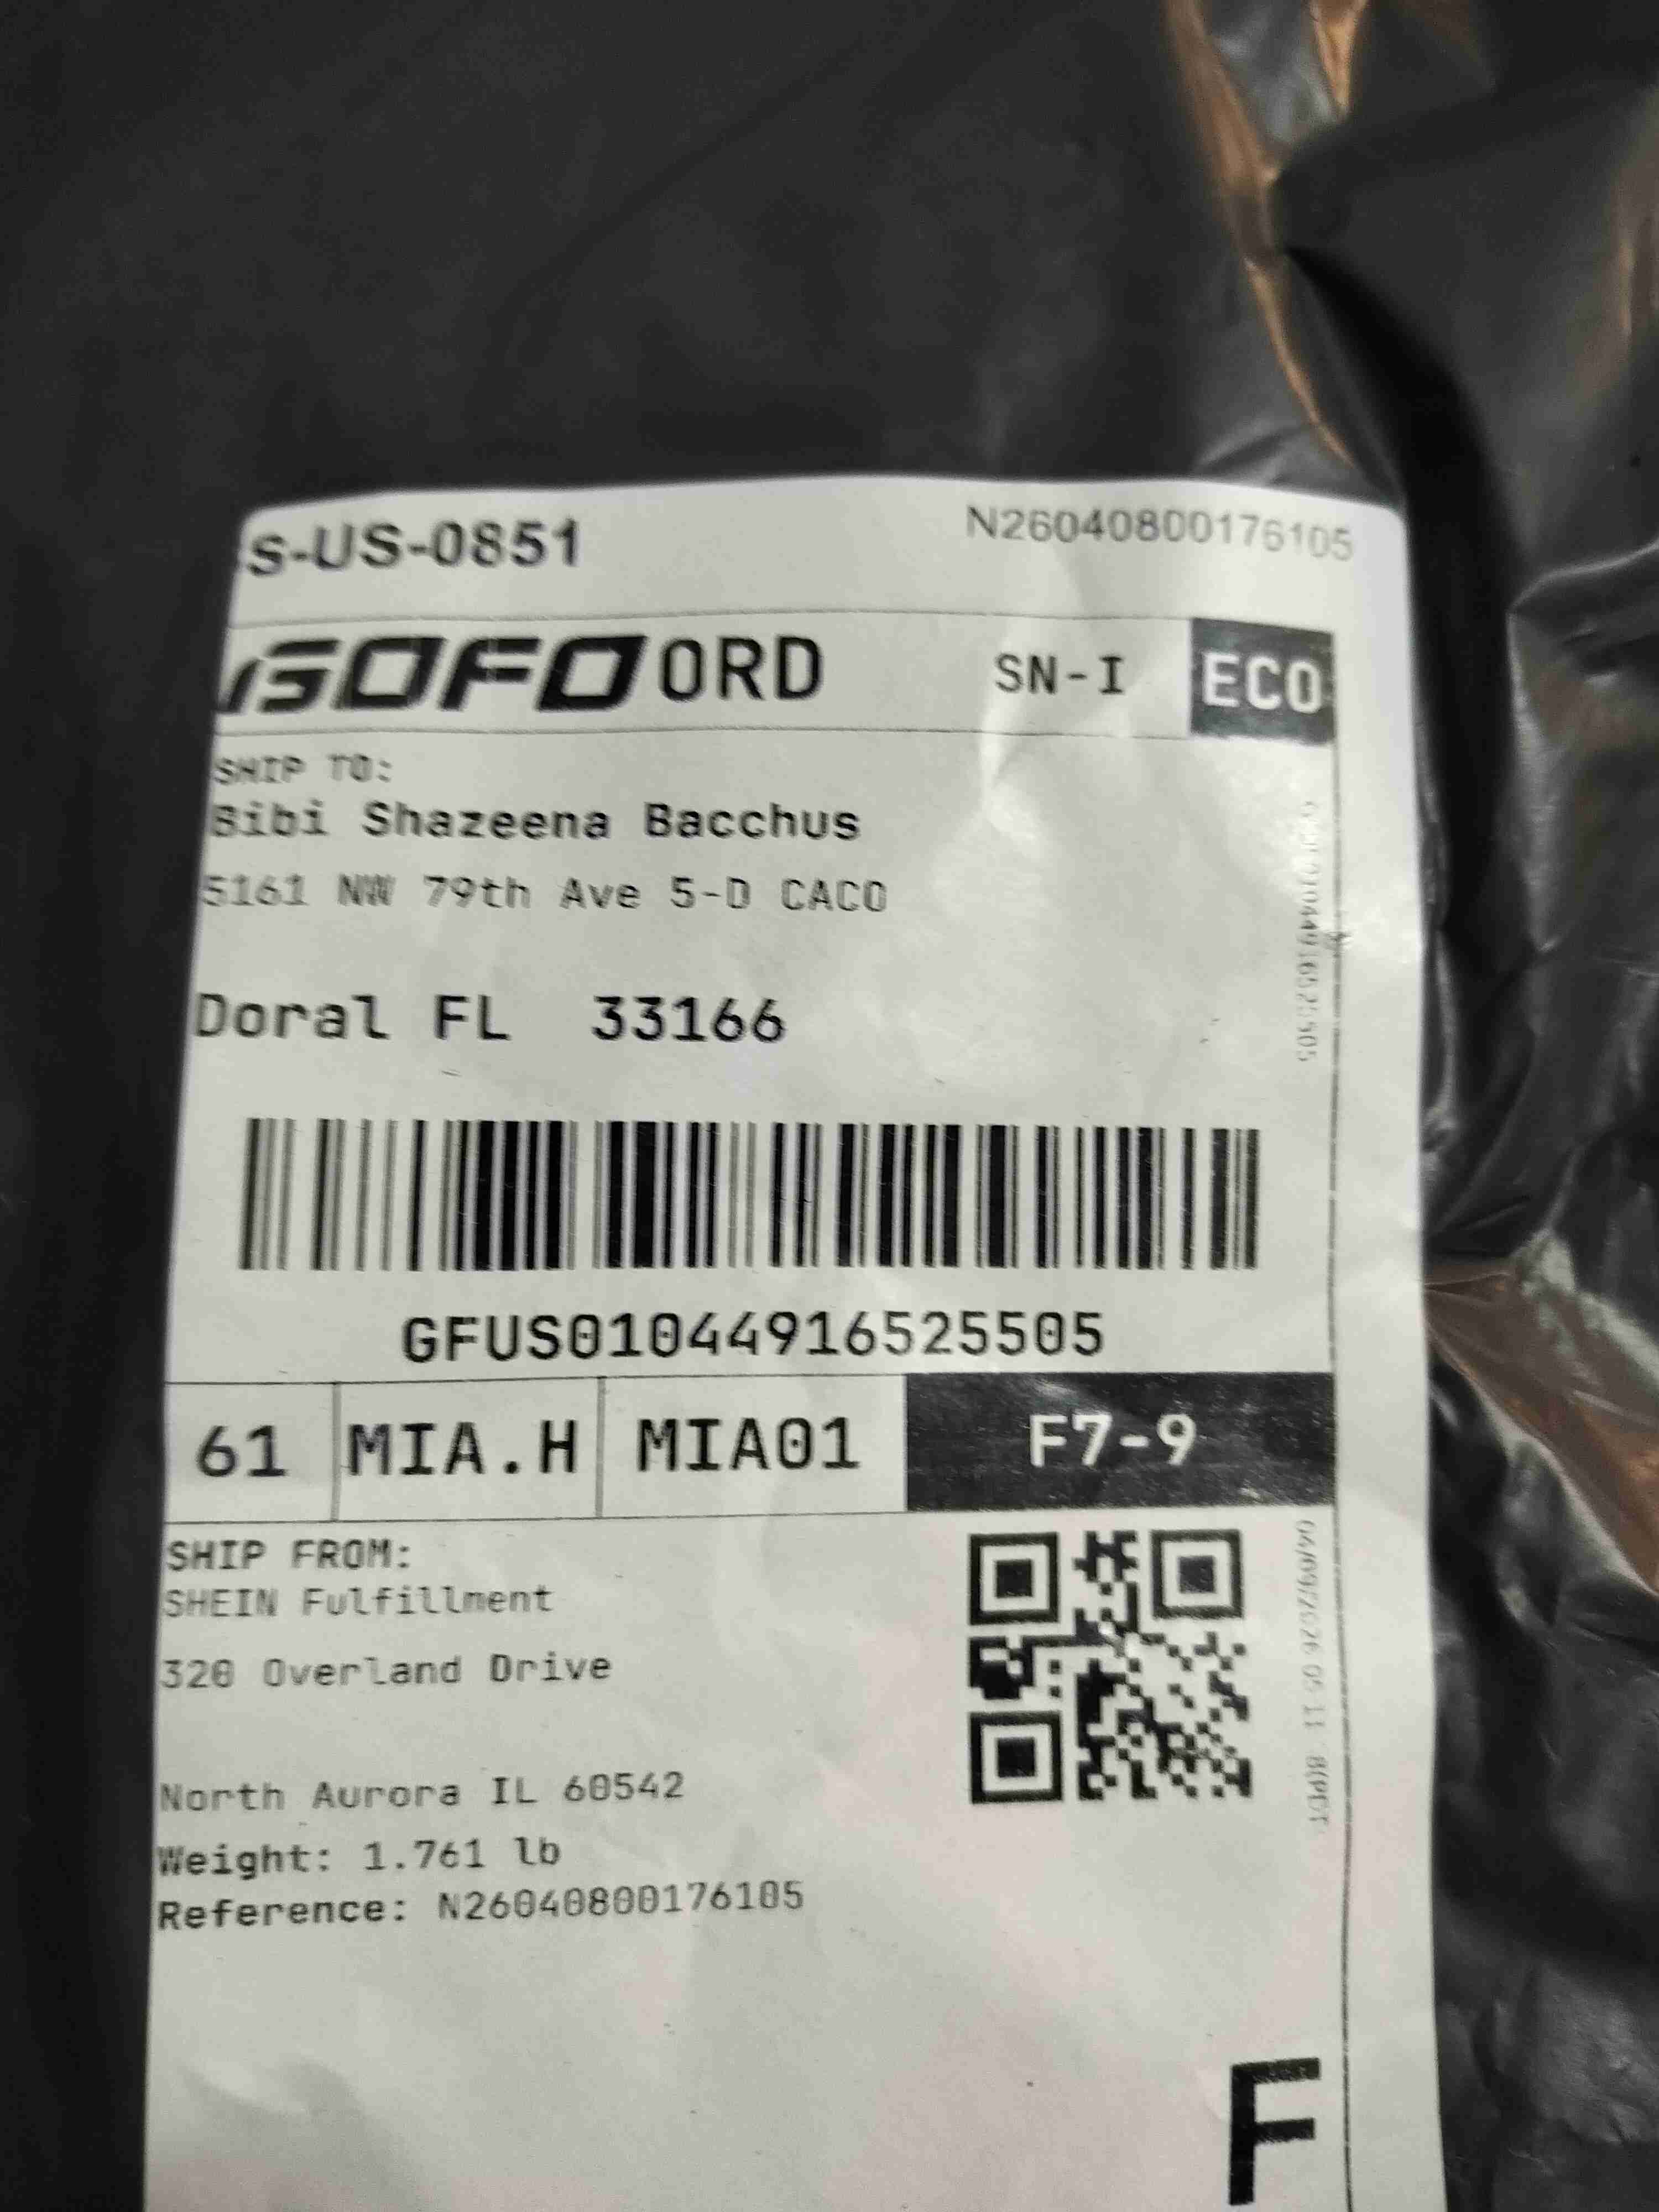 S-US-0851 N26040800176105
GOFO ORD SN-I ECO
SHIP TO:
Bibi Shazeena Bacchus
5161 NW 79th Ave 5-D CACO
Doral FL 33166
GFUS01044916525505
61 MIA.H MIA01 F7-9
SHIP FROM:
SHEIN Fulfillment
320 Overland Drive
North Aurora IL 60542
Weight: 1.761 lb
Reference: N26040800176105
F